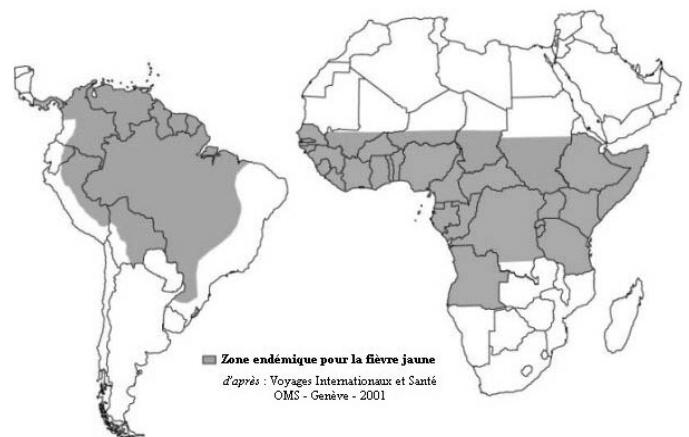 Zone endémique pour la fièvre jaune
d'après : Voyages Internationaux et Santé
OMS - Genève - 2001